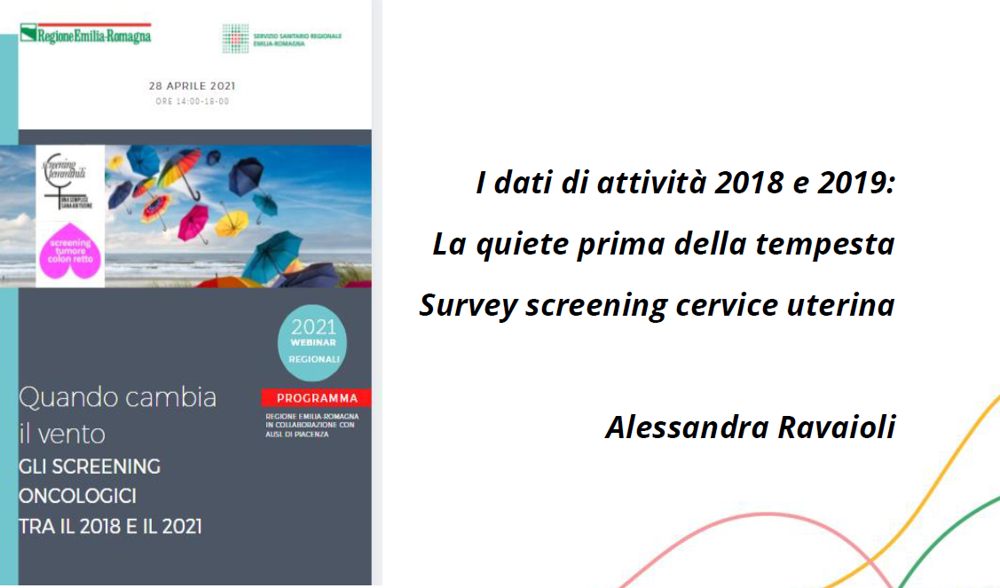 Regione Emilia-Romagna
SERVIZIO SANITARIO REGIONALE
EMILIA-ROMAGNA
28 APRILE 2021
ORE 14:00-18-00
screening
femminili
UNA SEMPLICE
SANA ABITUDINE
screening
tumore
colon retto
2021
WEBINAR
REGIONALI
PROGRAMMA
REGIONE EMILIA-ROMAGNA
IN COLLABORAZIONE CON
AUSL DI PIACENZA
Quando cambia
il vento
GLI SCREENING
ONCOLOGICI
TRA IL 2018 E IL 2021
I dati di attività 2018 e 2019:
La quiete prima della tempesta
Survey screening cervice uterina
Alessandra Ravaioli